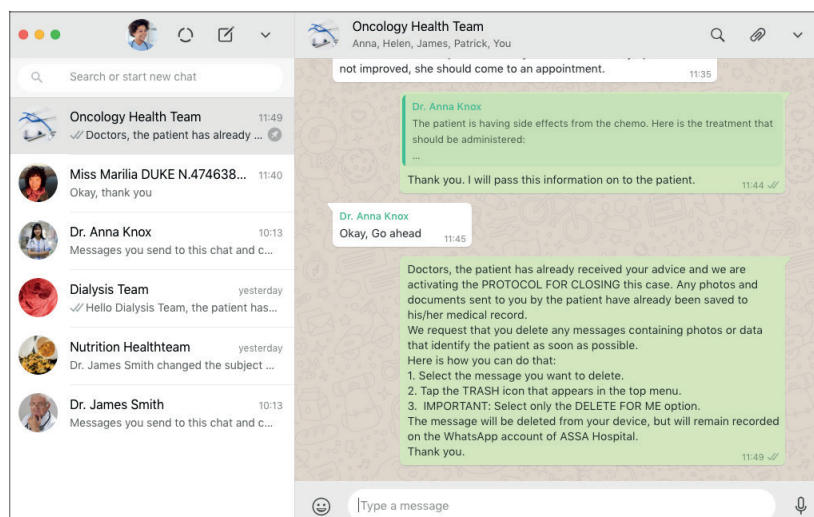 Search or start new chat
Oncology Health Team 11:49
Doctors, the patient has already ...
Miss Marilia DUKE N.474638... 11:40
Okay, thank you
Dr. Anna Knox 10:13
Messages you send to this chat and c...
Dialysis Team yesterday
Hello Dialysis Team, the patient has...
Nutrition Healthteam yesterday
Dr. James Smith changed the subject ...
Dr. James Smith 10:13
Messages you send to this chat and c...
Oncology Health Team
Anna, Helen, James, Patrick, You
not improved, she should come to an appointment. 11:35
Dr. Anna Knox
The patient is having side effects from the chemo. Here is the treatment that
should be administered:
...
Thank you. I will pass this information on to the patient. 11:44
Dr. Anna Knox
Okay, Go ahead 11:45
Doctors, the patient has already received your advice and we are
activating the PROTOCOL FOR CLOSING this case. Any photos and
documents sent to you by the patient have already been saved to
his/her medical record.
We request that you delete any messages containing photos or data
that identify the patient as soon as possible.
Here is how you can do that:
1. Select the message you want to delete.
2. Tap the TRASH icon that appears in the top menu.
3. IMPORTANT: Select only the DELETE FOR ME option.
The message will be deleted from your device, but will remain recorded
on the WhatsApp account of ASSA Hospital.
Thank you. 11:49
Type a message